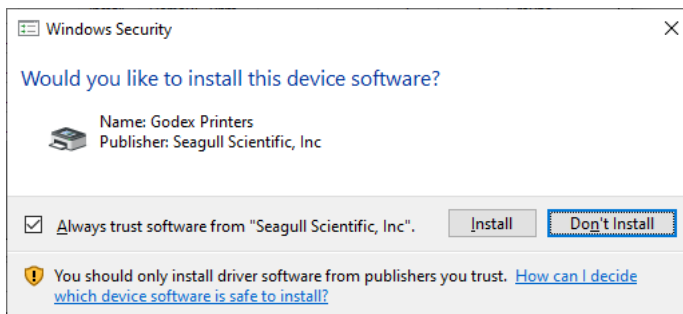 Windows Security
Would you like to install this device software?
Name: Godex Printers
Publisher: Seagull Scientific, Inc
Always trust software from "Seagull Scientific, Inc".
Install
Don't Install
You should only install driver software from publishers you trust. How can I decide
which device software is safe to install?